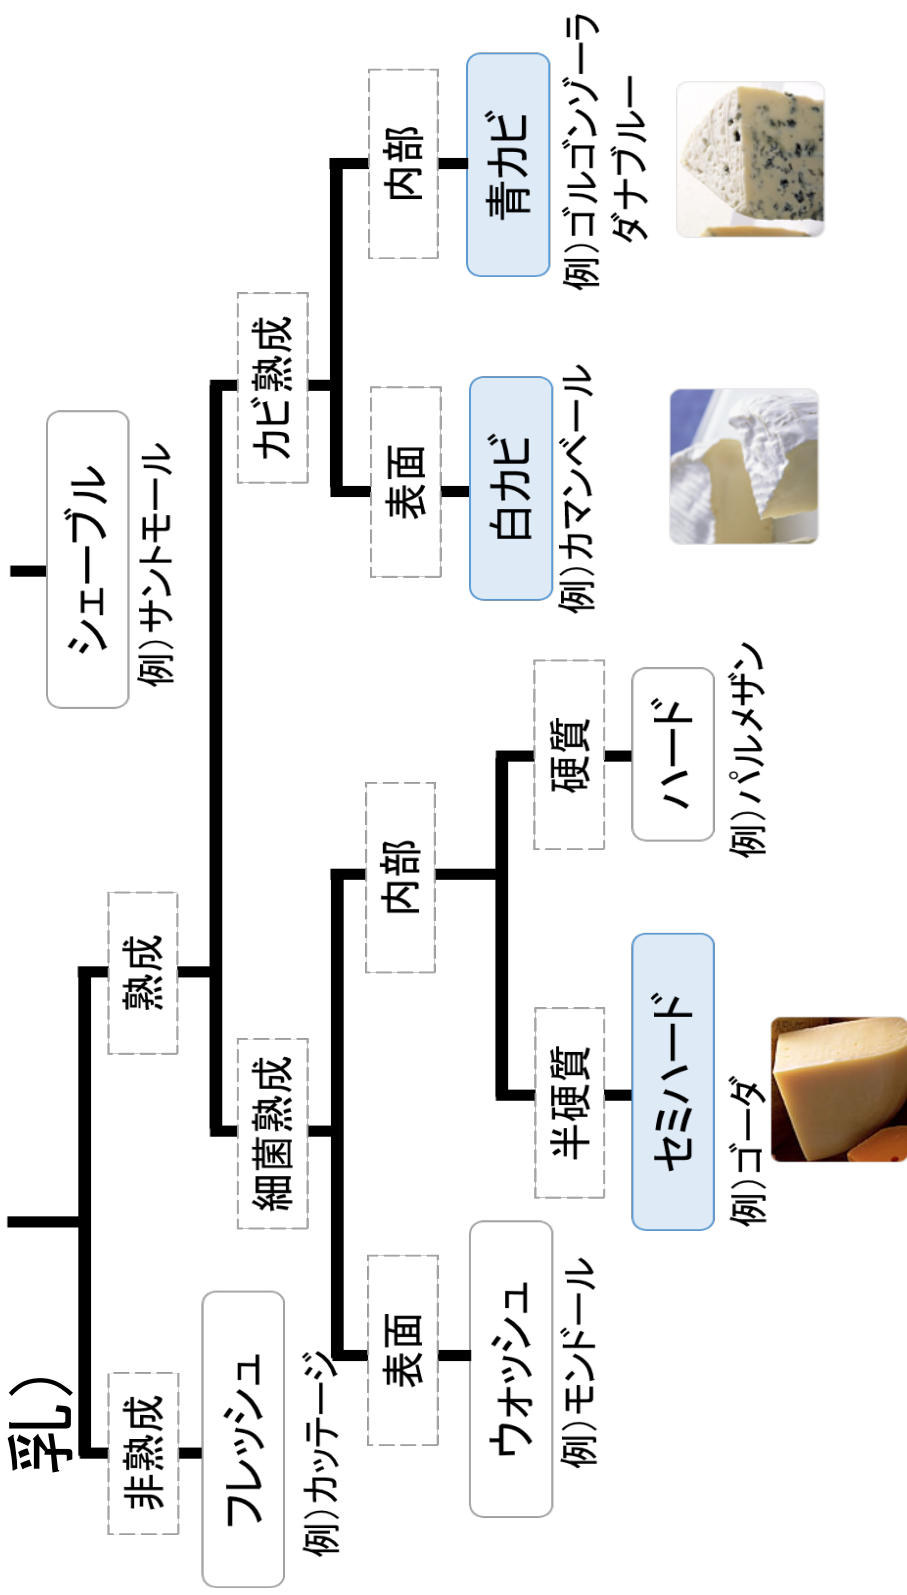 乳）
シェーブル
例）サントモール
非熟成
熟成
フレッシュ
例）カッテージ
細菌熟成
カビ熟成
表面
内部
表面
内部
ウォッシュ
例）モンドール
白カビ
例）カマンベール
青カビ
例）ゴルゴンゾーラ
ダナブルー
半硬質
硬質
セミハード
例）ゴーダ
ハード
例）パルメザン